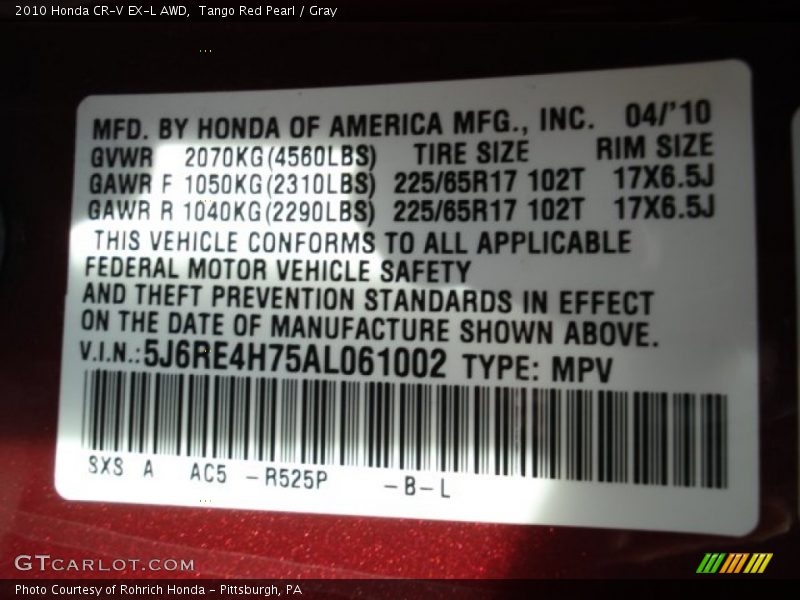 2010 Honda CR-V EX-L AWD,  Tango Red Pearl / Gray
MFD. BY HONDA OF AMERICA MFG., INC. 04/'10
GVWR 2070KG(4560LBS) TIRE SIZE RIM SIZE
GAWR F 1050KG(2310LBS) 225/65R17 102T 17X6.5J
GAWR R 1040KG(2290LBS) 225/65R17 102T 17X6.5J
THIS VEHICLE CONFORMS TO ALL APPLICABLE
FEDERAL MOTOR VEHICLE SAFETY
AND THEFT PREVENTION STANDARDS IN EFFECT
ON THE DATE OF MANUFACTURE SHOWN ABOVE.
V.I.N.:5J6RE4H75AL061002 TYPE: MPV
SXS A AC5 -R525P -B-L
GTCARLOT.COM
Photo Courtesy of Rohrich Honda - Pittsburgh, PA